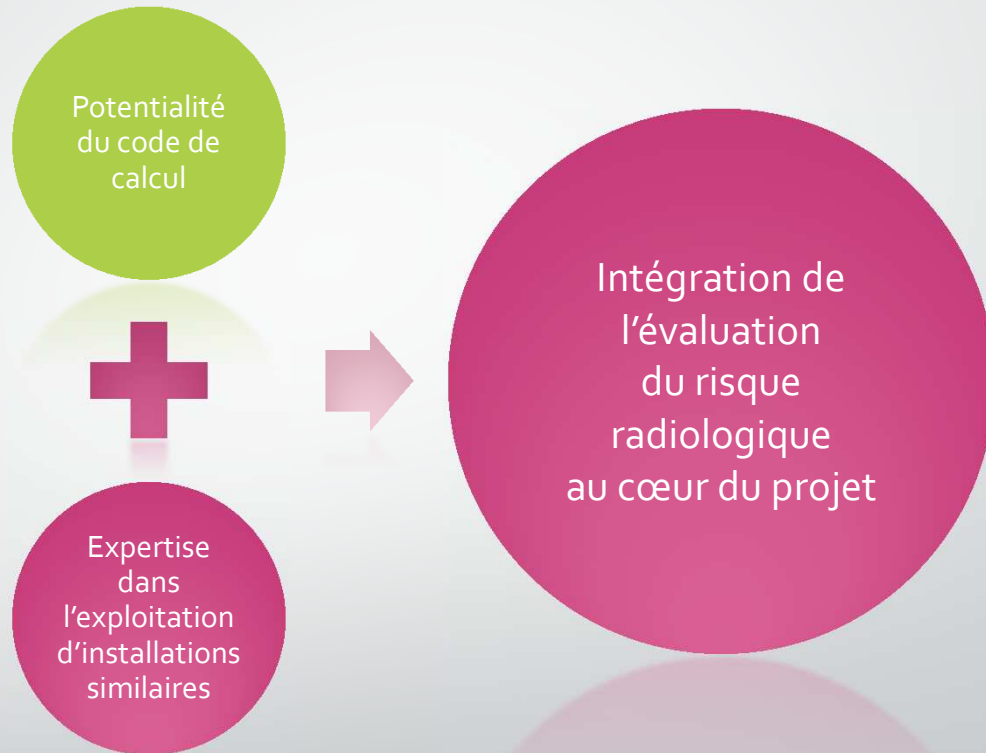 Potentialité
du code de
calcul
Expertise
dans
l’exploitation
d’installations
similaires
Intégration de
l’évaluation
du risque
radiologique
au cœur du projet